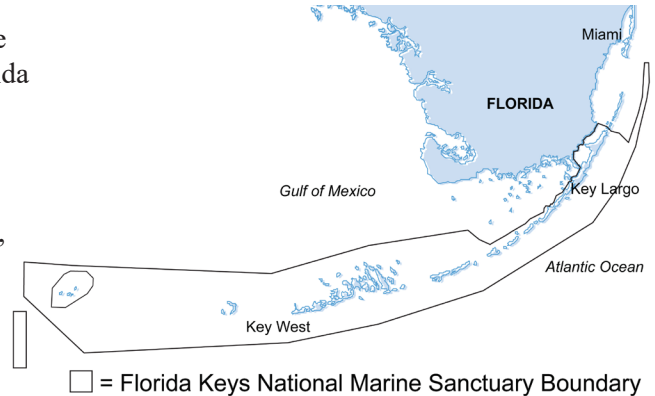 Miami
FLORIDA
Gulf of Mexico
Key Largo
Atlantic Ocean
Key West
= Florida Keys National Marine Sanctuary Boundary